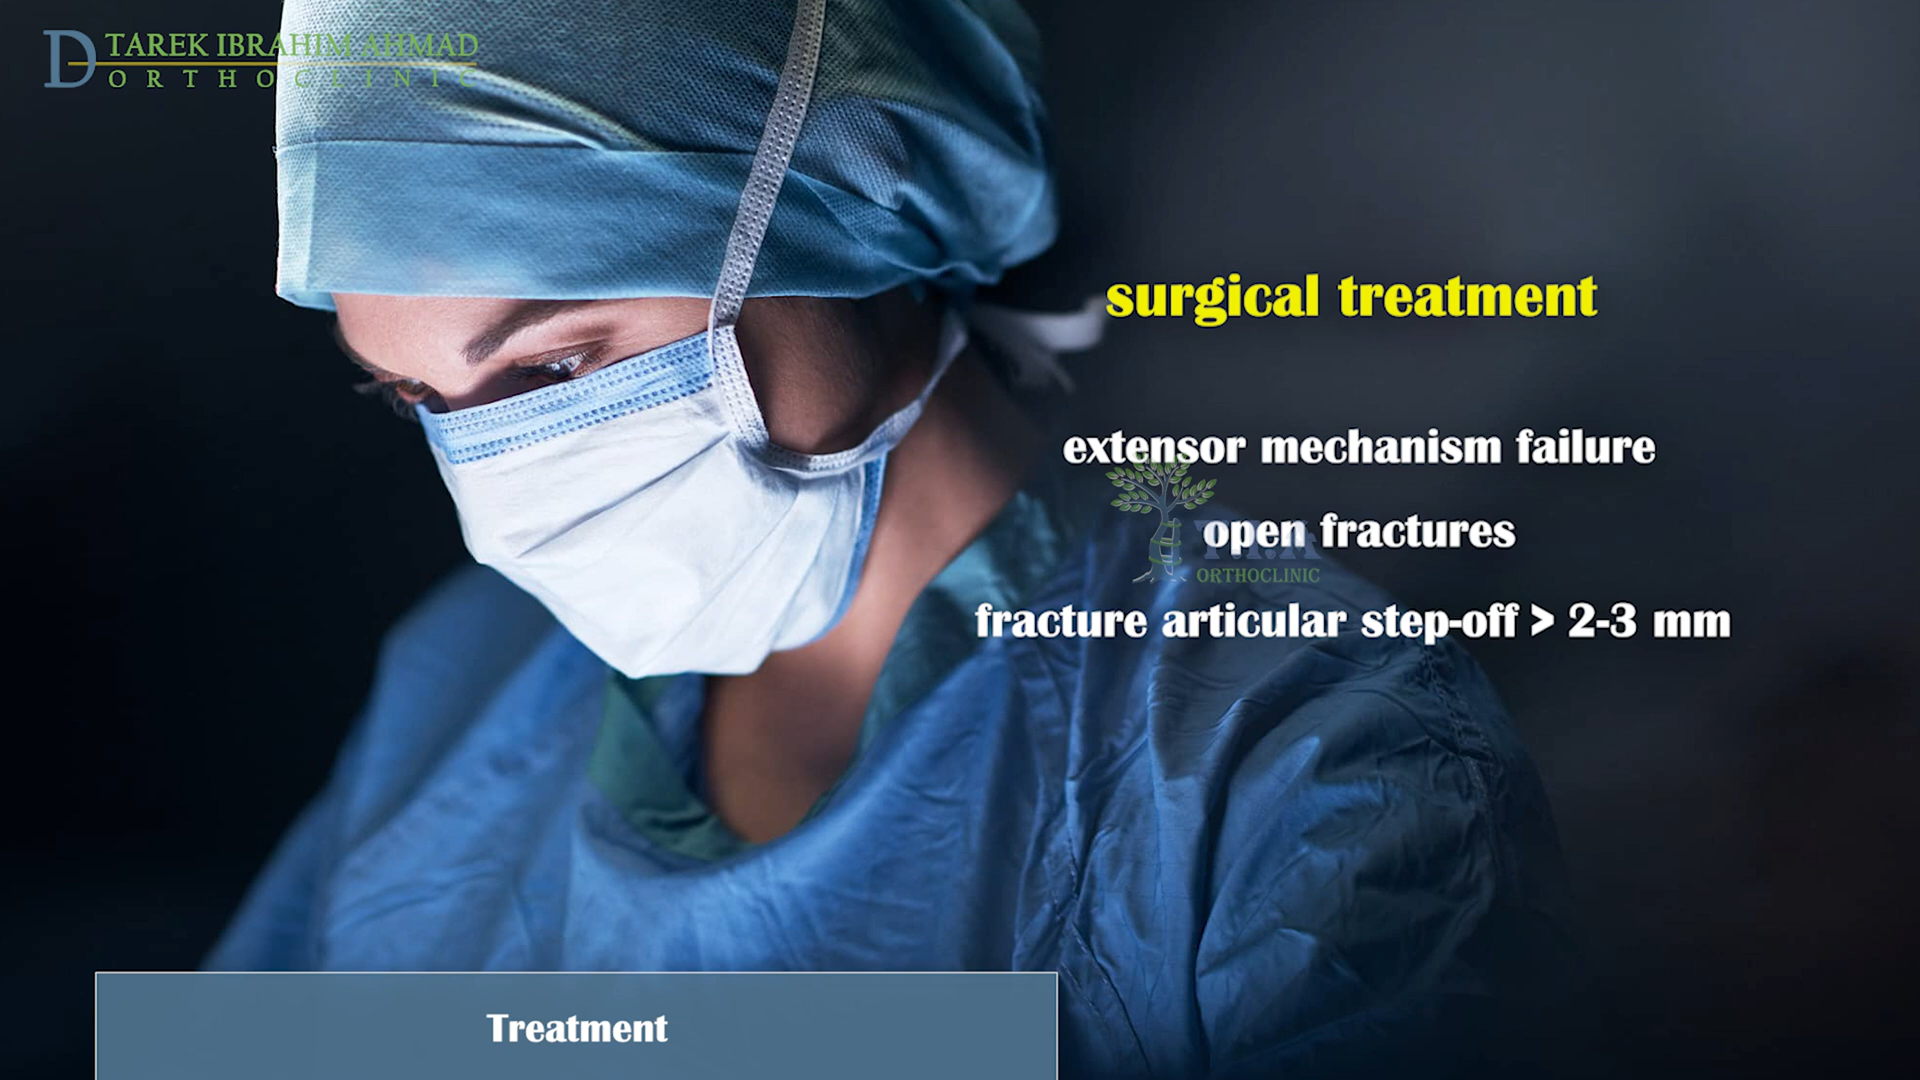 D TAREK IBRAHIM AHMAD
ORTHOCLINIC
surgical treatment
extensor mechanism failure
open fractures
ORTHOCLINIC
fracture articular step-off > 2-3 mm
Treatment